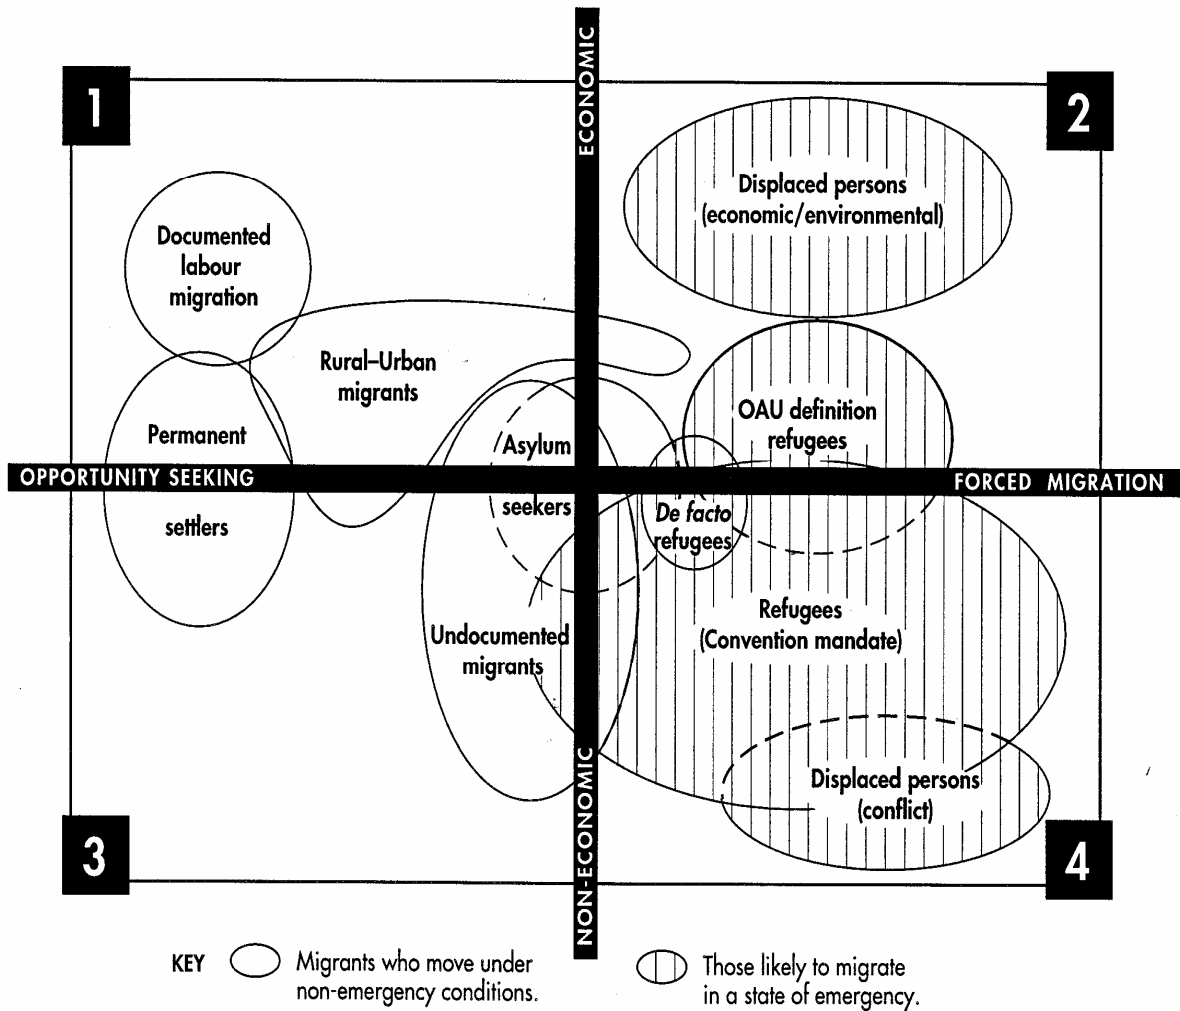 1
ECONOMIC
2
Documented
labour
migration
Displaced persons
(economic/environmental)
Rural–Urban
migrants
Permanent
settlers
Asylum
seekers
OAU definition
refugees
OPPORTUNITY SEEKING
FORCED MIGRATION
De facto
refugees
Undocumented
migrants
Refugees
(Convention mandate)
Displaced persons
(conflict)
3
NON-ECONOMIC
4
KEY
Migrants who move under
non-emergency conditions.
Those likely to migrate
in a state of emergency.